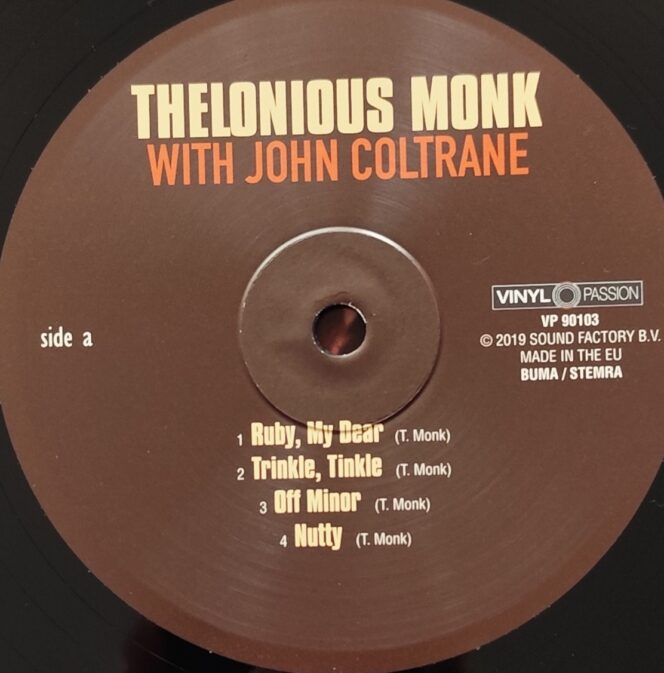 THELONIOUS MONK
WITH JOHN COLTRANE
side a
VINYL PASSION
VP 90103
© 2019 SOUND FACTORY B.V.
MADE IN THE EU
BUMA / STEMRA
1 Ruby, My Dear (T. Monk)
2 Trinkle, Tinkle (T. Monk)
3 Off Minor (T. Monk)
4 Nutty (T. Monk)